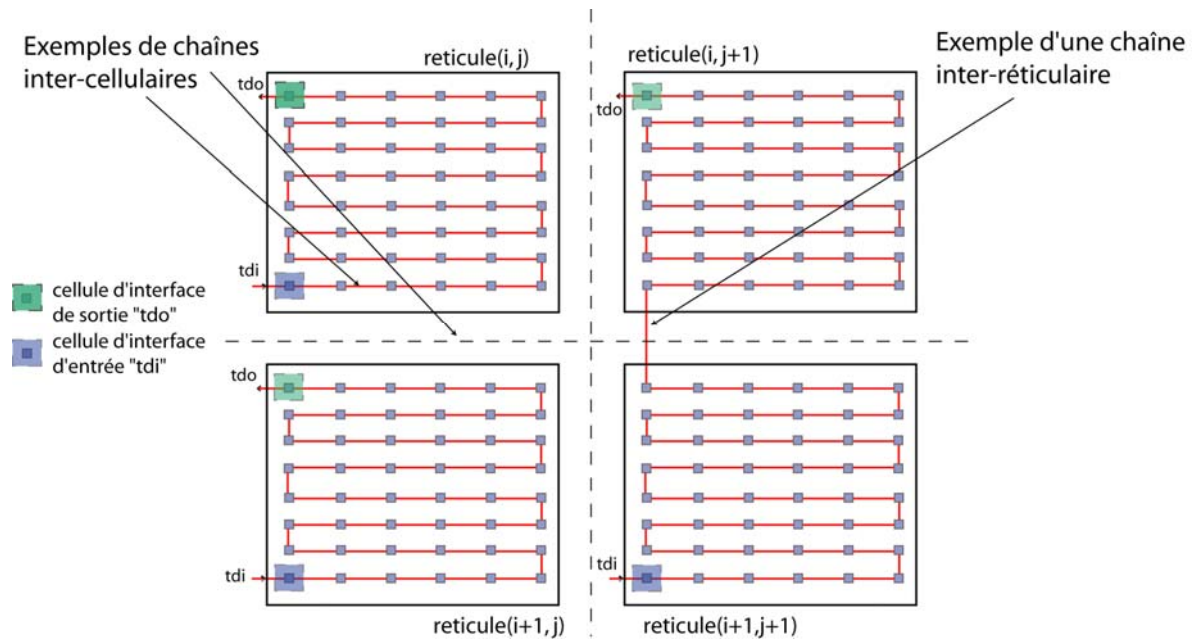 Exemples de chaînes
inter-cellulaires
reticule(i, j)
reticule(i, j+1)
Exemple d'une chaîne
inter-réticulaire
tdo
tdo
tdi
cellule d'interface
de sortie "tdo"
cellule d'interface
d'entrée "tdi"
tdo
tdi
tdi
reticule(i+1, j)
reticule(i+1,j+1)